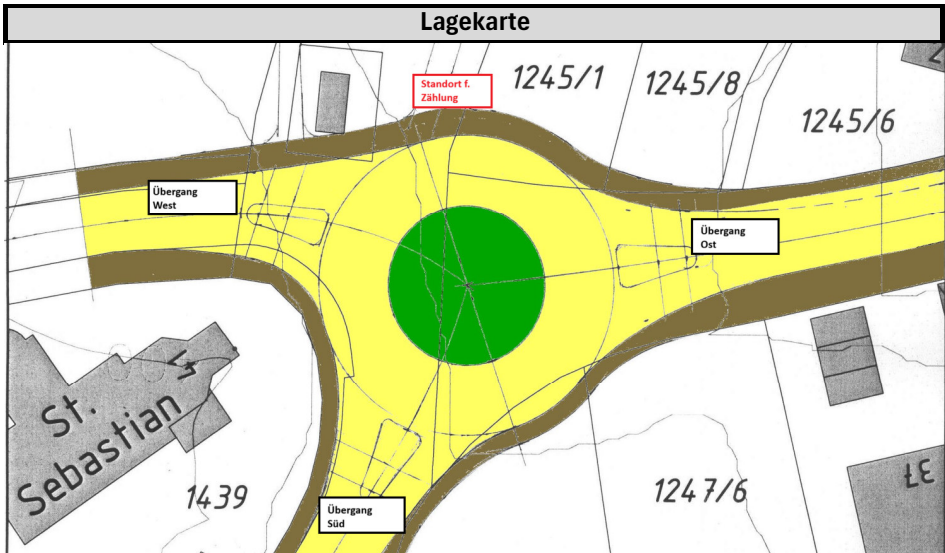 Lagekarte
Standort f.
Zählung
1245/1
1245/8
1245/6
Übergang
West
Übergang
Ost
St.
Sebastian
1439
Übergang
Süd
1247/6
37